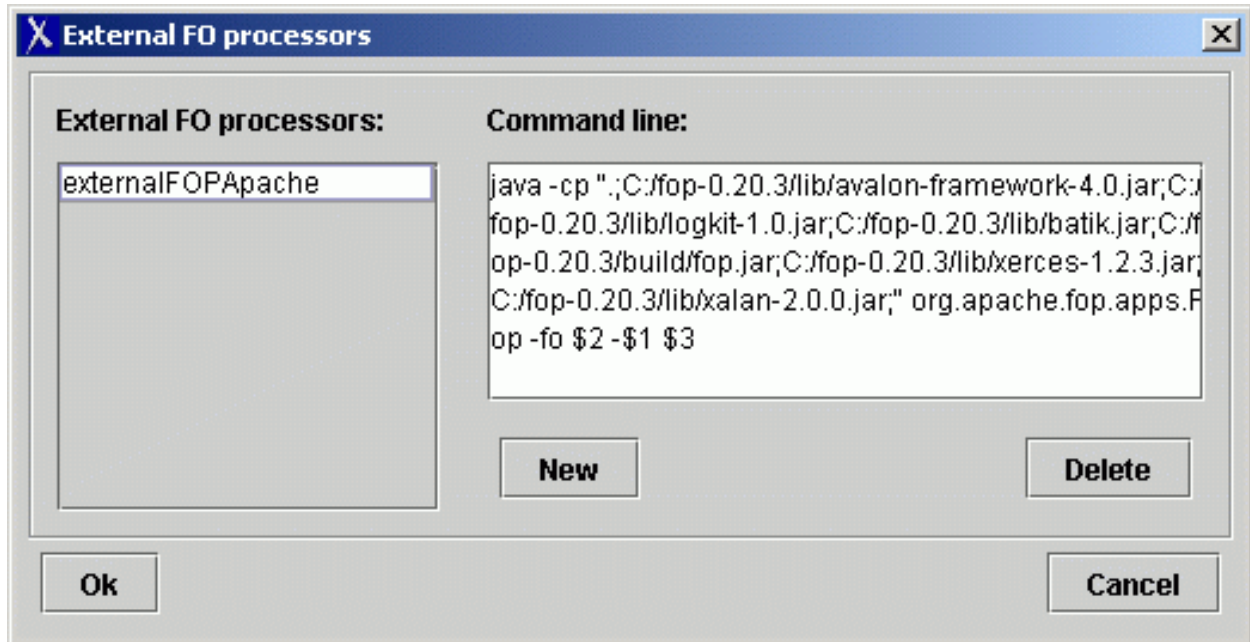 External FO processors
External FO processors:
Command line:
externalFOPApache
java -cp ".;C:/fop-0.20.3/lib/avalon-framework-4.0.jar;C:/
fop-0.20.3/lib/logkit-1.0.jar;C:/fop-0.20.3/lib/batik.jar;C:/f
op-0.20.3/build/fop.jar;C:/fop-0.20.3/lib/xerces-1.2.3.jar;
C:/fop-0.20.3/lib/xalan-2.0.0.jar;" org.apache.fop.apps.F
op -fo $2 -$1 $3
New
Delete
Ok
Cancel